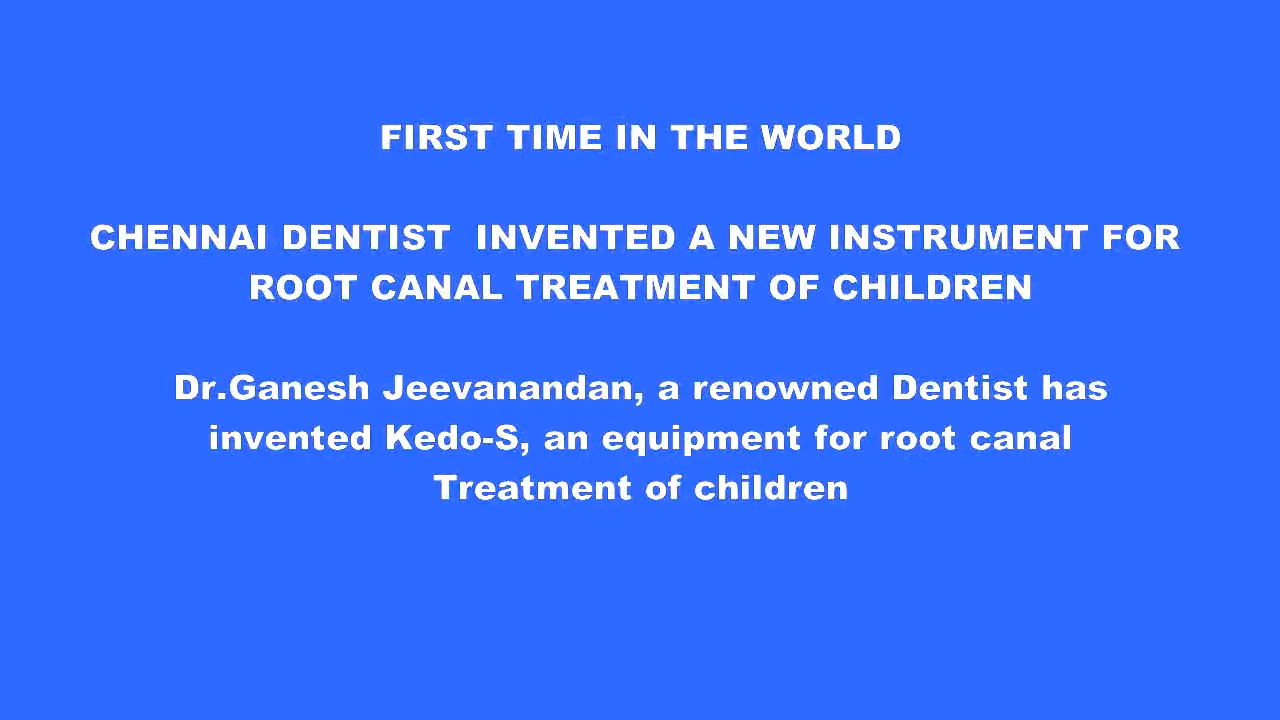 FIRST TIME IN THE WORLD
CHENNAI DENTIST  INVENTED A NEW INSTRUMENT FOR
ROOT CANAL TREATMENT OF CHILDREN
Dr.Ganesh Jeevanandan, a renowned Dentist has
invented Kedo-S, an equipment for root canal
Treatment of children